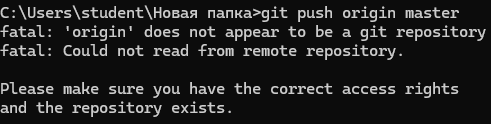 C:\Users\student\Новая папка>git push origin master
fatal: 'origin' does not appear to be a git repository
fatal: Could not read from remote repository.

Please make sure you have the correct access rights
and the repository exists.